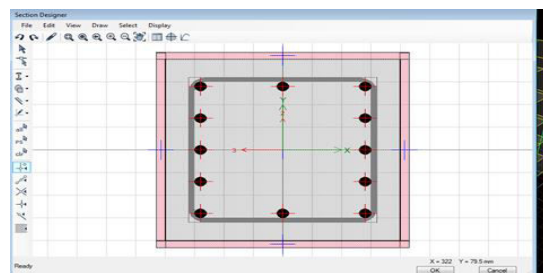 Section Designer
File Edit View Draw Select Display
3 X
Ready
X = 322 Y = 79.5 mm
OK Cancel